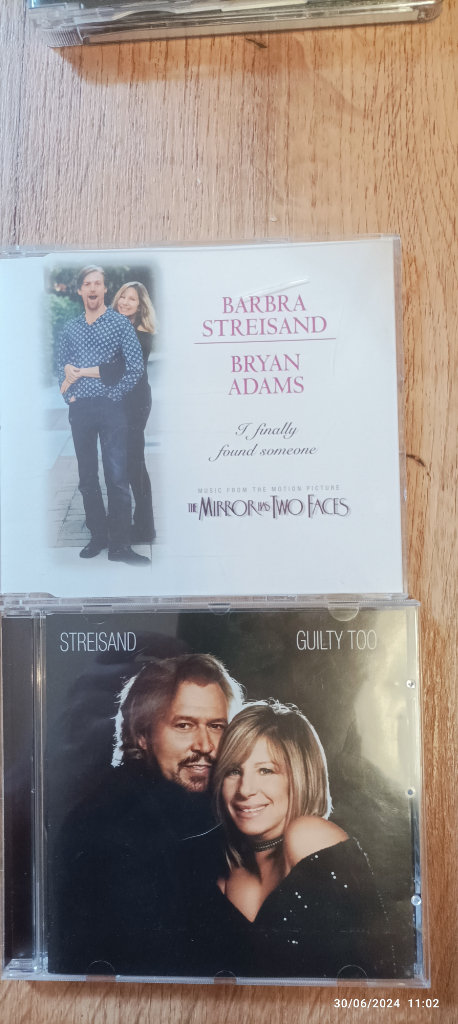 BARBRA
STREISAND
BRYAN
ADAMS
I finally
found someone
MUSIC FROM THE MOTION PICTURE
THE MIRROR HAS TWO FACES
STREISAND GUILTY TOO
30/06/2024 11:02